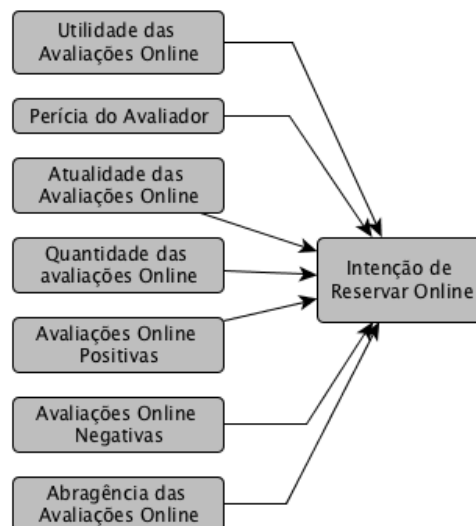 Utilidade das
Avaliações Online
Perícia do Avaliador
Atualidade das
Avaliações Online
Quantidade das
avaliações Online
Avaliações Online
Positivas
Avaliações Online
Negativas
Abragência das
Avaliações Online
Intenção de
Reservar Online